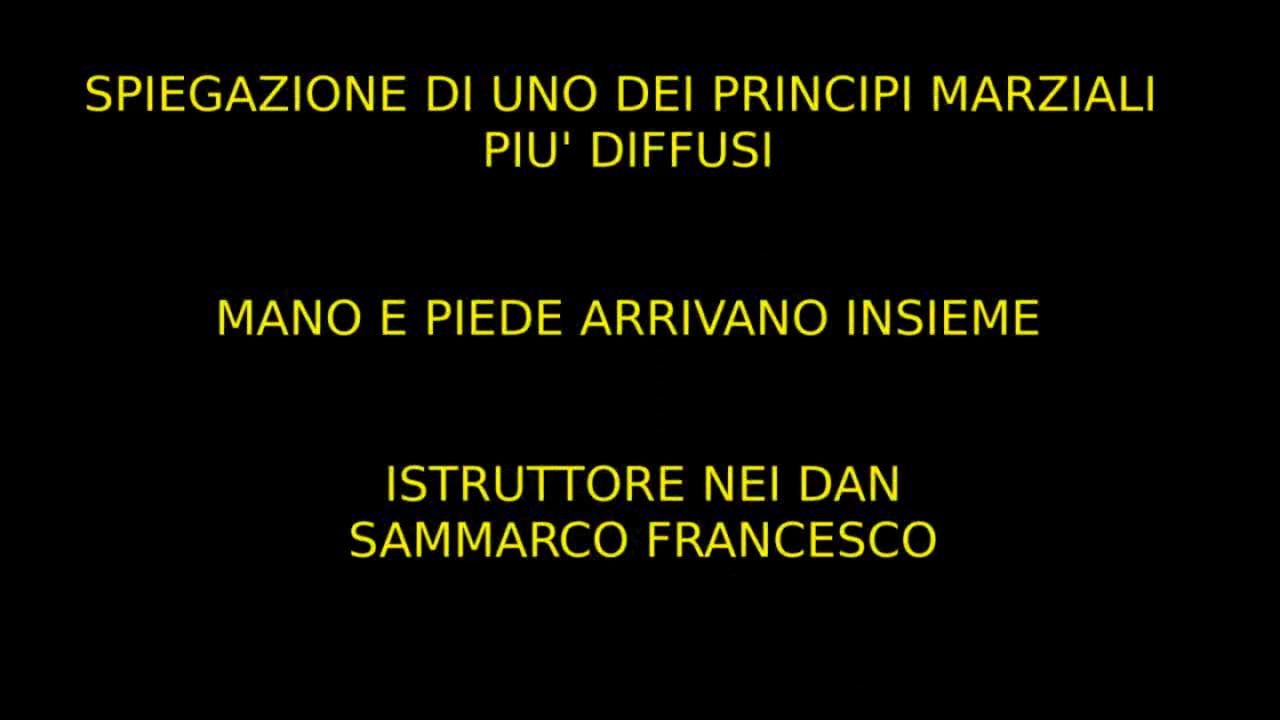 SPIEGAZIONE DI UNO DEI PRINCIPI MARZIALI
PIU' DIFFUSI
MANO E PIEDE ARRIVANO INSIEME
ISTRUTTORE NEI DAN
SAMMARCO FRANCESCO